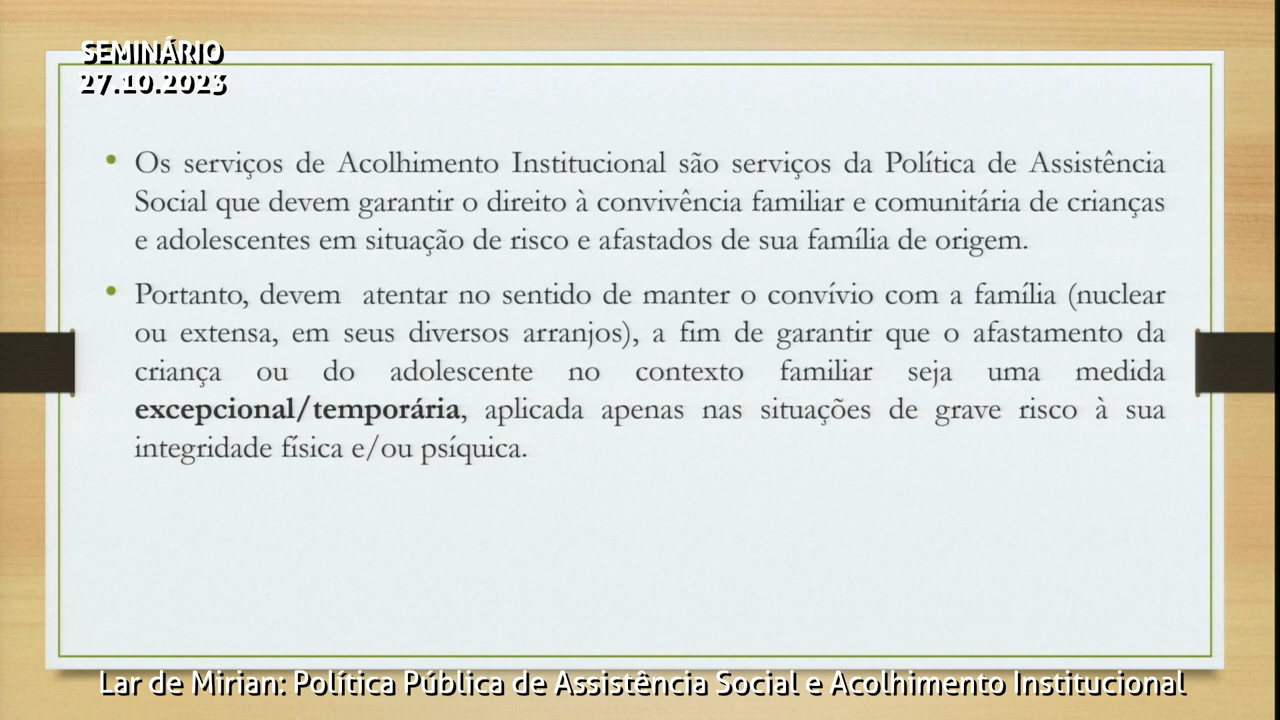 SEMINÁRIO
27.10.2023
• Os serviços de Acolhimento Institucional são serviços da Política de Assistência
Social que devem garantir o direito à convivência familiar e comunitária de crianças
e adolescentes em situação de risco e afastados de sua família de origem.
• Portanto, devem  atentar no sentido de manter o convívio com a família (nuclear
ou extensa, em seus diversos arranjos), a fim de garantir que o afastamento da
criança ou do adolescente no contexto familiar seja uma medida
excepcional/temporária, aplicada apenas nas situações de grave risco à sua
integridade física e/ou psíquica.
Lar de Mirian: Política Pública de Assistência Social e Acolhimento Institucional